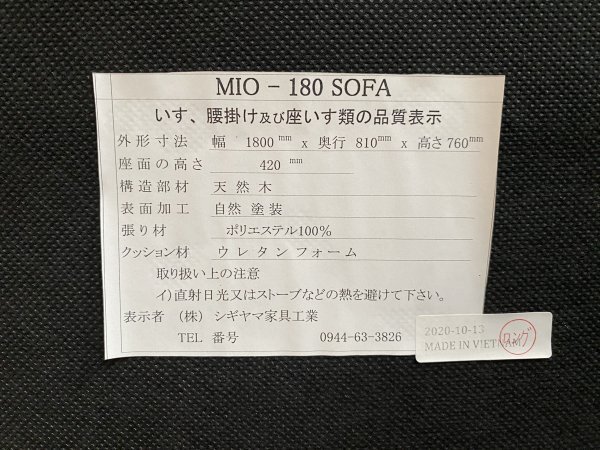 MIO - 180 SOFA
いす、腰掛け及び座いす類の品質表示
外形寸法 幅 1800mm x 奥行 810mm x 高さ760mm
座面の高さ 420 mm
構造部材 天然木
表面加工 自然 塗装
張り材 ポリエステル100%
クッション材 ウレタンフォーム
取り扱い上の注意
イ)直射日光又はストーブなどの熱を避けて下さい。
表示者 (株) シギヤマ家具工業
TEL 番号 0944-63-3826
2020-10-13
MADE IN VIETNAM
ロング